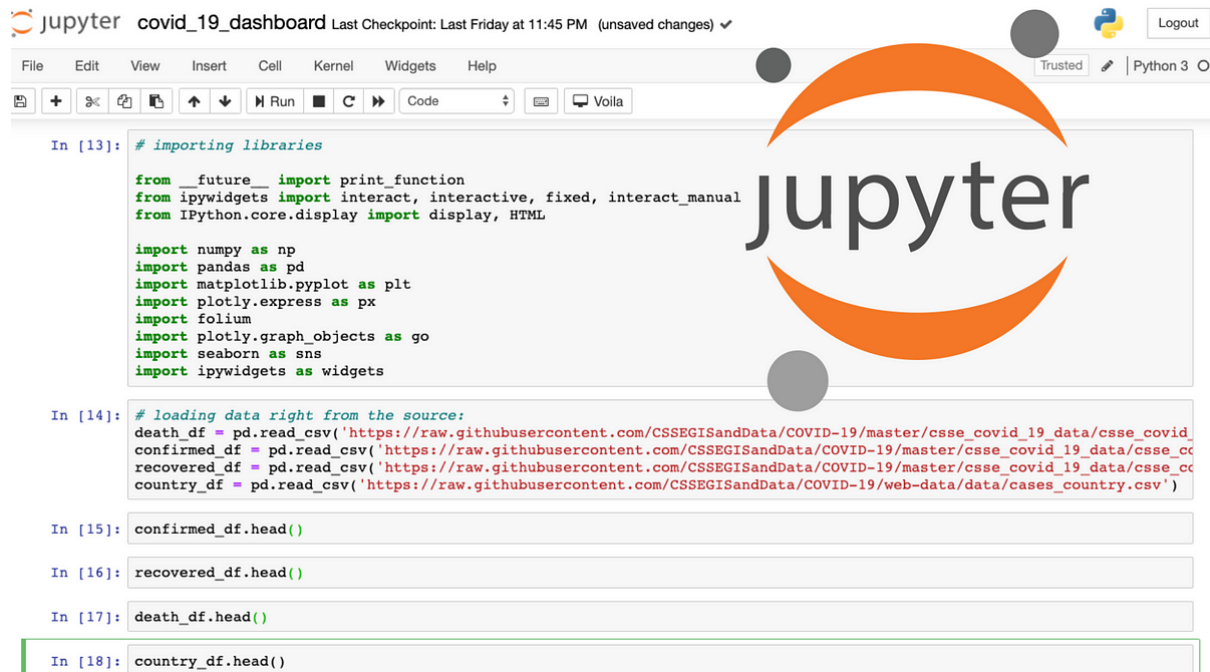 jupyter covid_19_dashboard Last Checkpoint: Last Friday at 11:45 PM (unsaved changes)
Logout
File Edit View Insert Cell Kernel Widgets Help
Trusted Python 3
Run Code Voila
jupyter
In [13]: # importing libraries
from __future__ import print_function
from ipywidgets import interact, interactive, fixed, interact_manual
from IPython.core.display import display, HTML
import numpy as np
import pandas as pd
import matplotlib.pyplot as plt
import plotly.express as px
import folium
import plotly.graph_objects as go
import seaborn as sns
import ipywidgets as widgets
In [14]: # loading data right from the source:
death_df = pd.read_csv('https://raw.githubusercontent.com/CSSEGISandData/COVID-19/master/csse_covid_19_data/csse_covid_
confirmed_df = pd.read_csv('https://raw.githubusercontent.com/CSSEGISandData/COVID-19/master/csse_covid_19_data/csse_co
recovered_df = pd.read_csv('https://raw.githubusercontent.com/CSSEGISandData/COVID-19/master/csse_covid_19_data/csse_co
country_df = pd.read_csv('https://raw.githubusercontent.com/CSSEGISandData/COVID-19/web-data/data/cases_country.csv')
In [15]: confirmed_df.head()
In [16]: recovered_df.head()
In [17]: death_df.head()
In [18]: country_df.head()